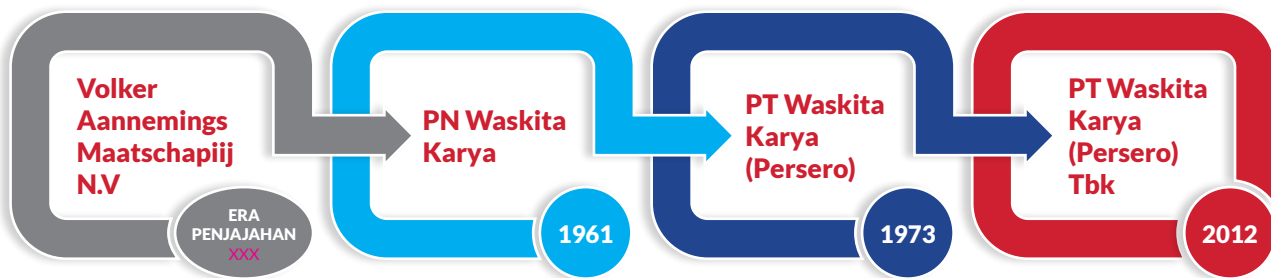 Volker
Aannemings
Maatschapiij
N.V
ERA
PENJAJAHAN
XXX
PN Waskita
Karya
1961
PT Waskita
Karya
(Persero)
1973
PT Waskita
Karya
(Persero)
Tbk
2012